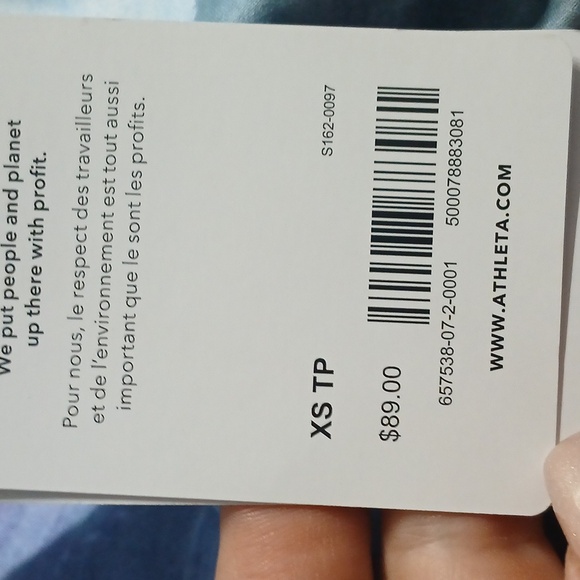 We put people and planet
up there with profit.
Pour nous, le respect des travailleurs
et de l'environnement est tout aussi
important que le sont les profits.
XS TP
S162-0097
$89.00
657538-07-2-0001 500078883081
WWW.ATHLETA.COM